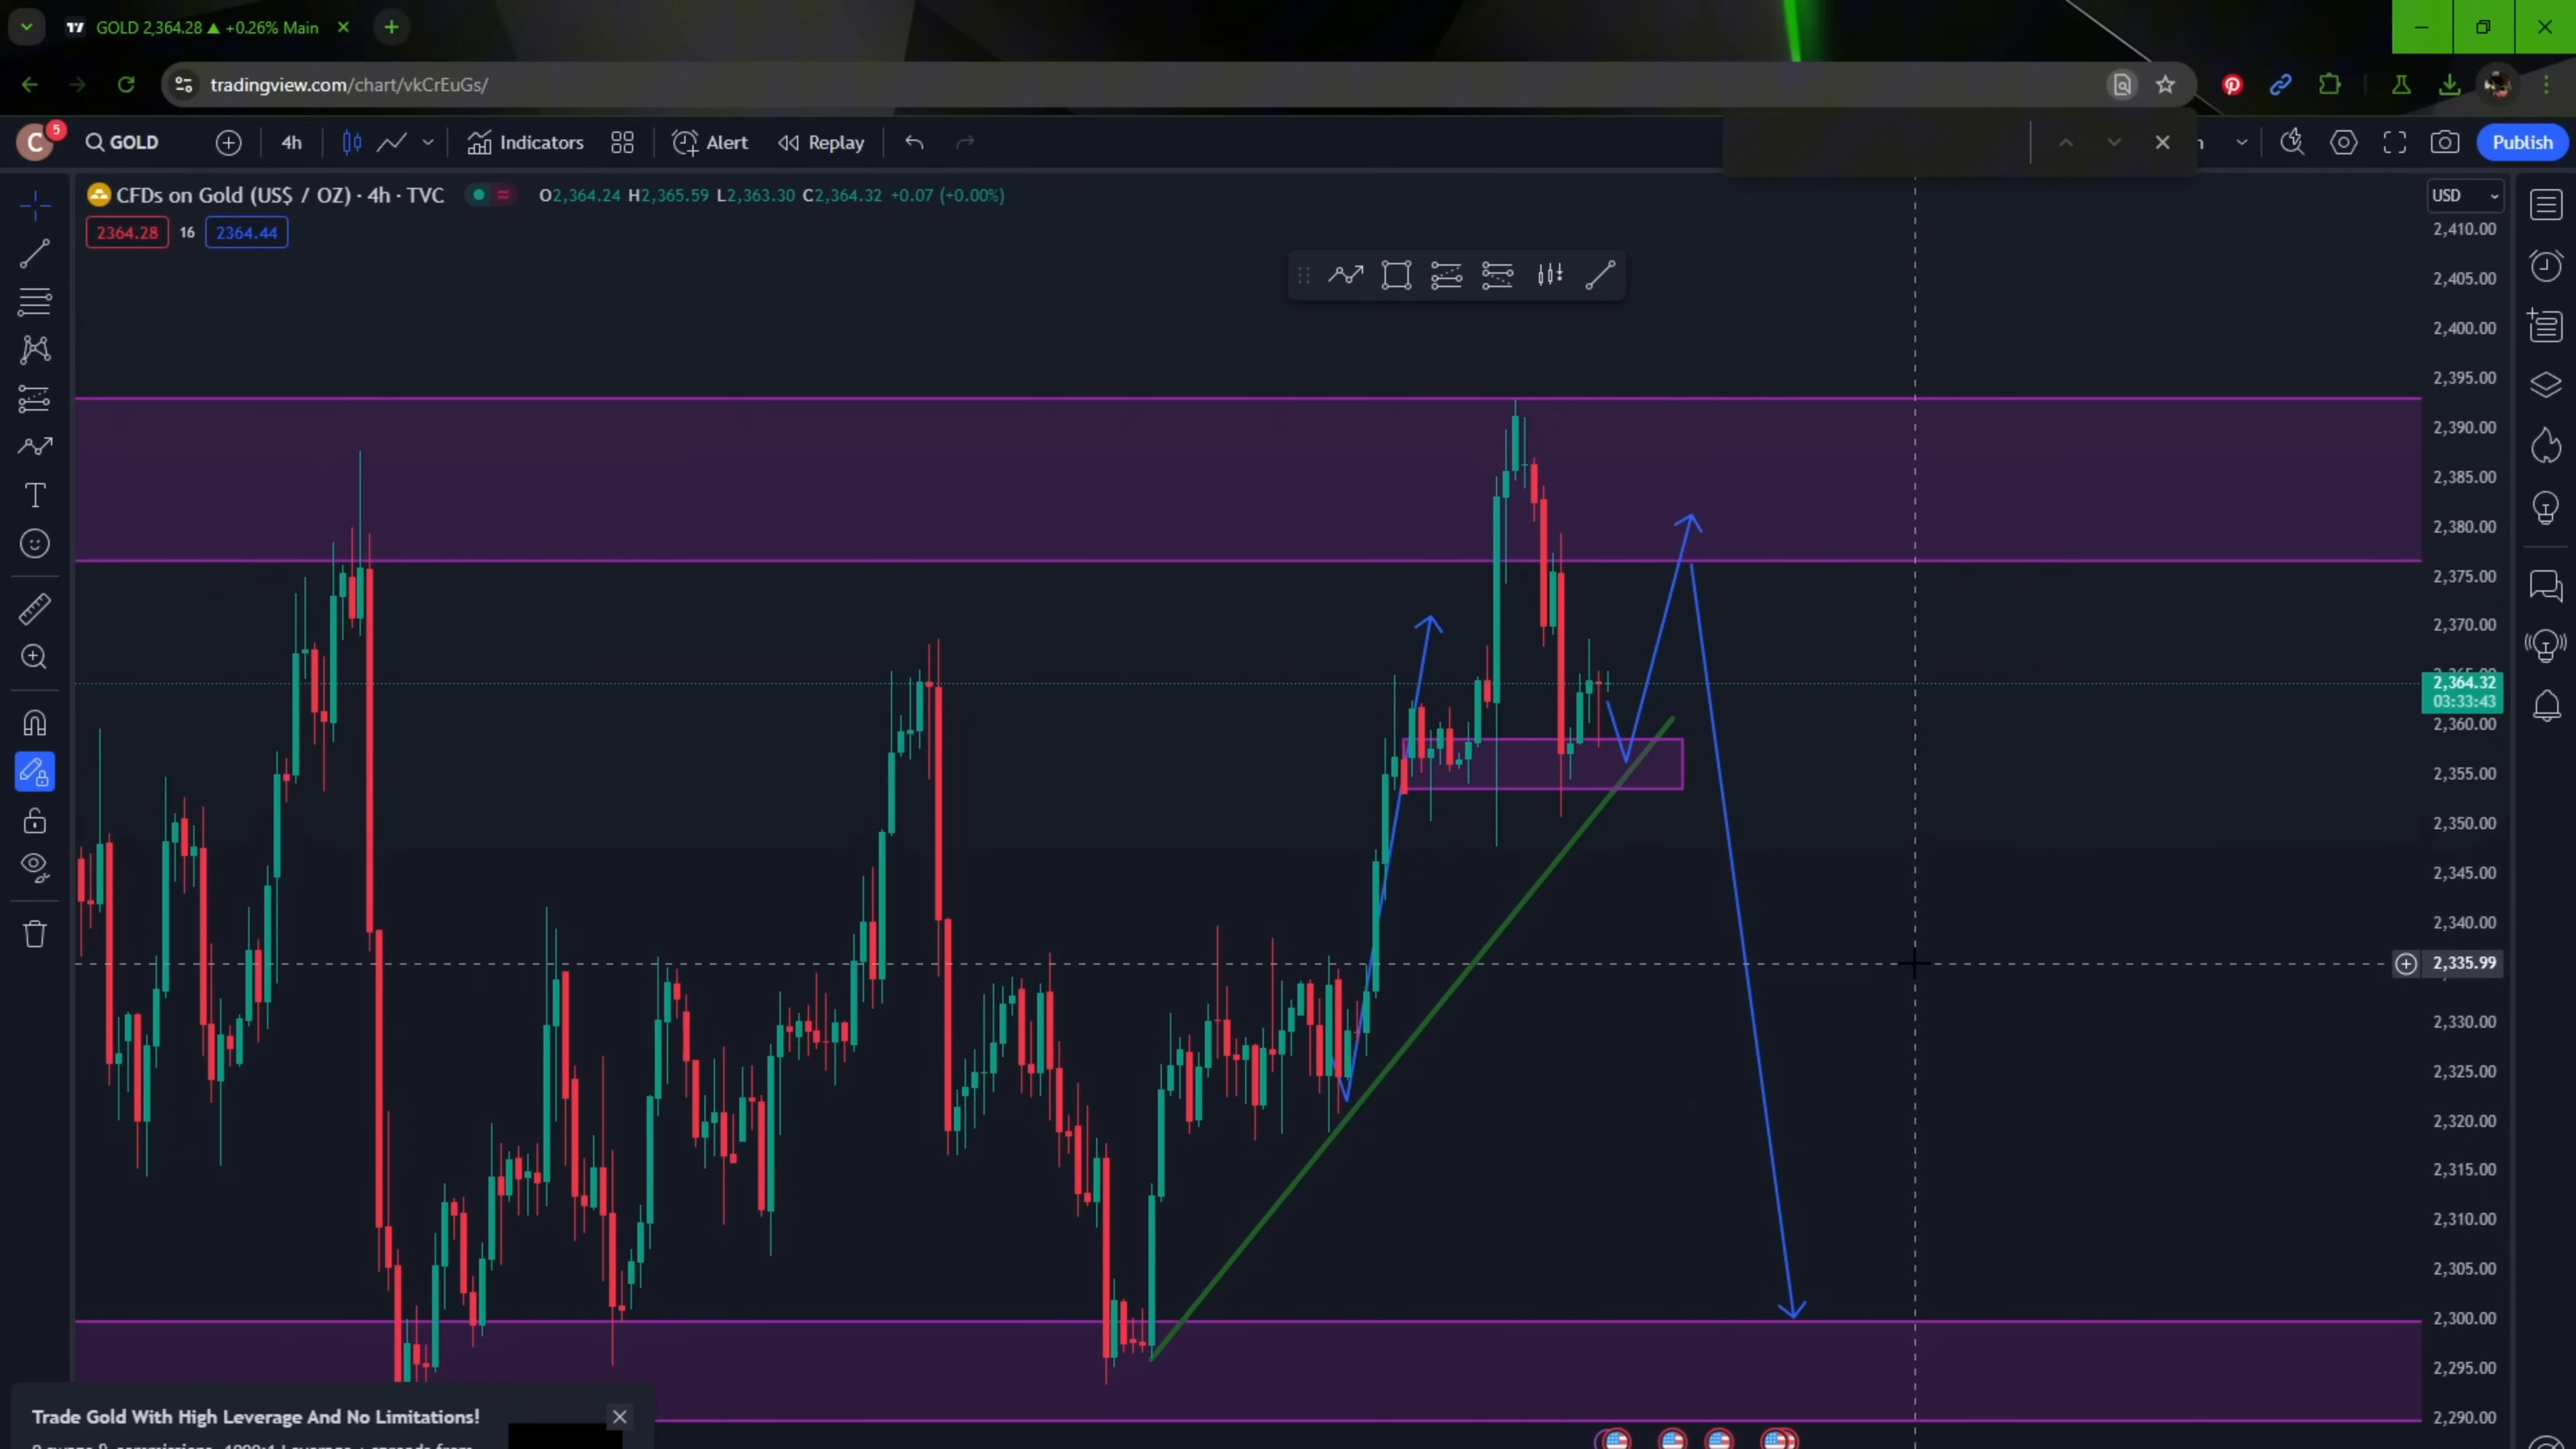 GOLD 2,364.28 ▲ +0.26% Main
tradingview.com/chart/vkCrEuGs/
C
5
GOLD
4h
Indicators
Alert
Replay
Publish
CFDs on Gold (US$ / OZ) · 4h · TVC
O2,364.24 H2,365.59 L2,363.30 C2,364.32 +0.07 (+0.00%)
USD
2364.28
16
2364.44
2,410.00
2,405.00
2,400.00
2,395.00
2,390.00
2,385.00
2,380.00
2,375.00
2,370.00
2,364.32
03:33:43
2,360.00
2,355.00
2,350.00
2,345.00
2,340.00
2,335.99
2,330.00
2,325.00
2,320.00
2,315.00
2,310.00
2,305.00
2,300.00
2,295.00
2,290.00
Trade Gold With High Leverage And No Limitations!